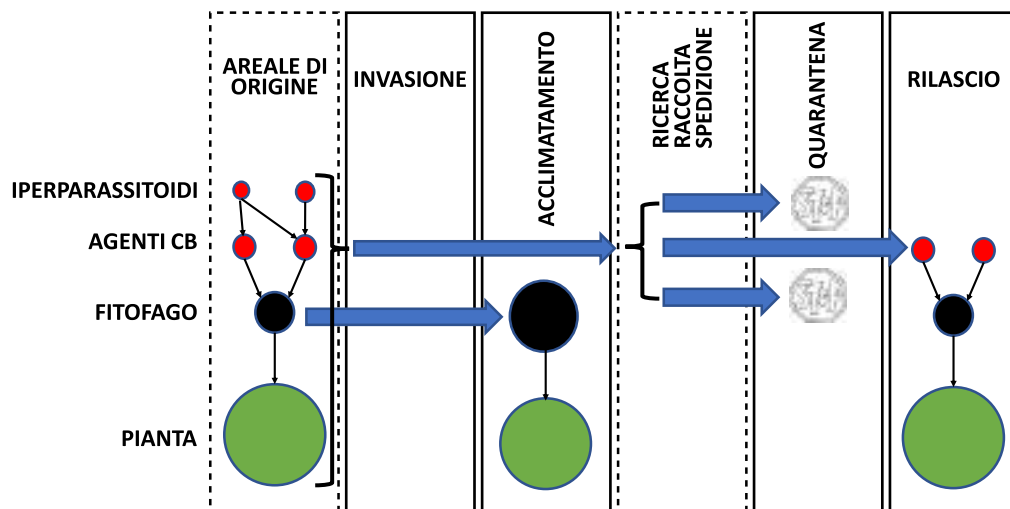 AREALE DI
ORIGINE
INVASIONE
ACCLIMATAMENTO
RICERCA
RACCOLTA
SPEDIZIONE
QUARANTENA
RILASCIO
IPERPARASSITOIDI
AGENTI CB
FITOFAGO
PIANTA